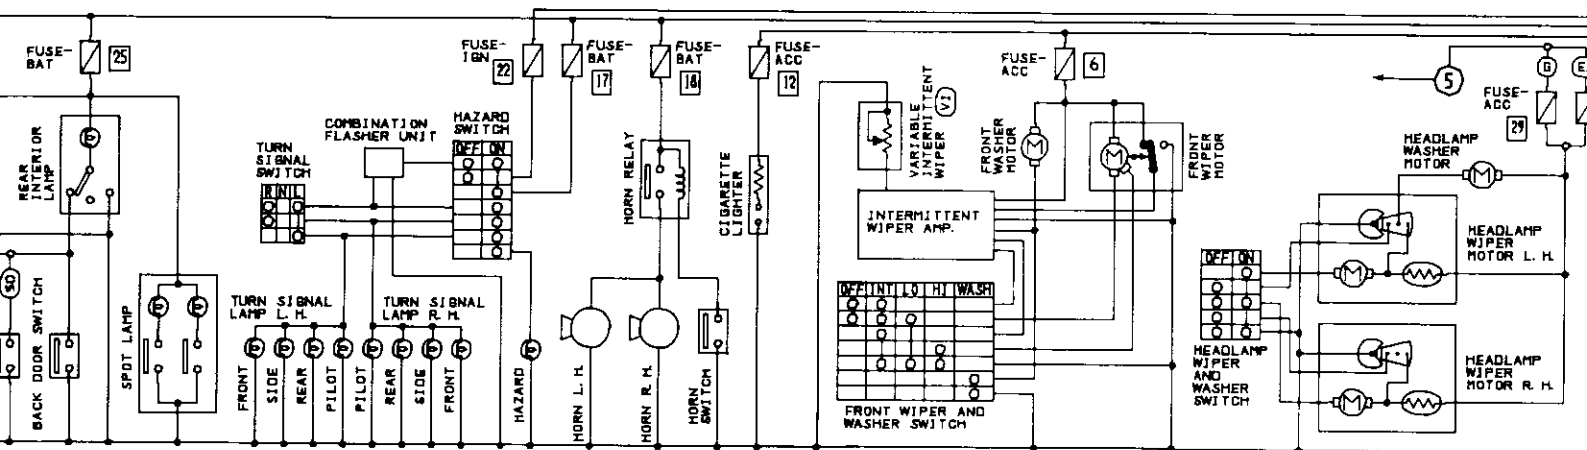 FUSE-
BAT
25
REAR
INTERIOR
LAMP
SD
BACK DOOR SWITCH
SPOT LAMP
TURN
SIGNAL
SWITCH
R N L
COMBINATION
FLASHER UNIT
HAZARD
SWITCH
OFF ON
FUSE-
IGN
22
FUSE-
BAT
17
TURN SIGNAL
LAMP L. H.
TURN SIGNAL
LAMP R. H.
FRONT
SIDE
REAR
PILOT
PILOT
REAR
SIDE
FRONT
HAZARD
FUSE-
BAT
18
HORN RELAY
HORN L. H.
HORN R. H.
HORN
SWITCH
FUSE-
ACC
12
CIGARETTE
LIGHTER
VARIABLE
INTERMITTENT
WIPER
VI
INTERMITTENT
WIPER AMP.
OFF INT LO HI WASH
FRONT WIPER AND
WASHER SWITCH
FUSE-
ACC
6
FRONT
WASHER
MOTOR
M
M
FRONT
WIPER
MOTOR
5
G
E
FUSE-
ACC
29
HEADLAMP
WASHER
MOTOR
M
OFF ON
HEADLAMP
WIPER
AND
WASHER
SWITCH
M
HEADLAMP
WIPER
MOTOR L. H.
M
HEADLAMP
WIPER
MOTOR R. H.